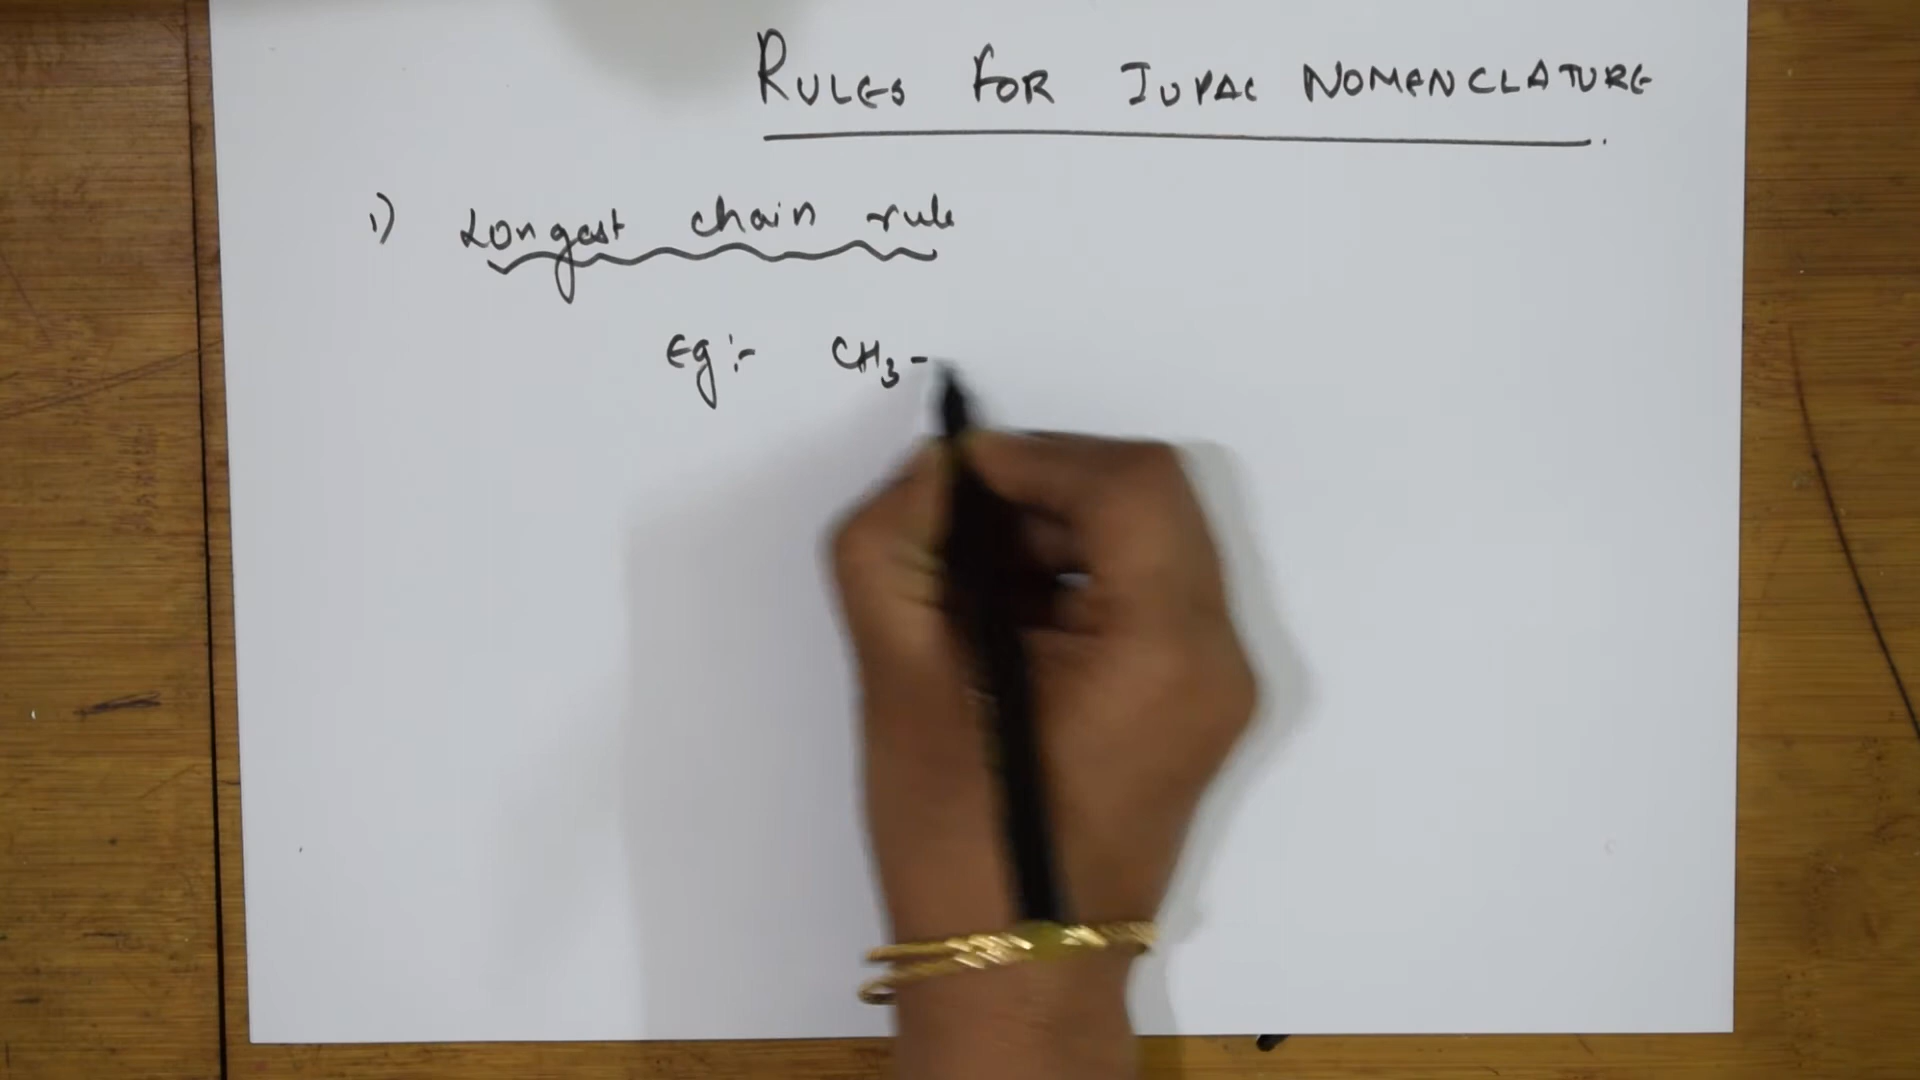 RULES FOR IUPAC NOMENCLATURE.
1) Longest chain rule
Eg:- CH₃-